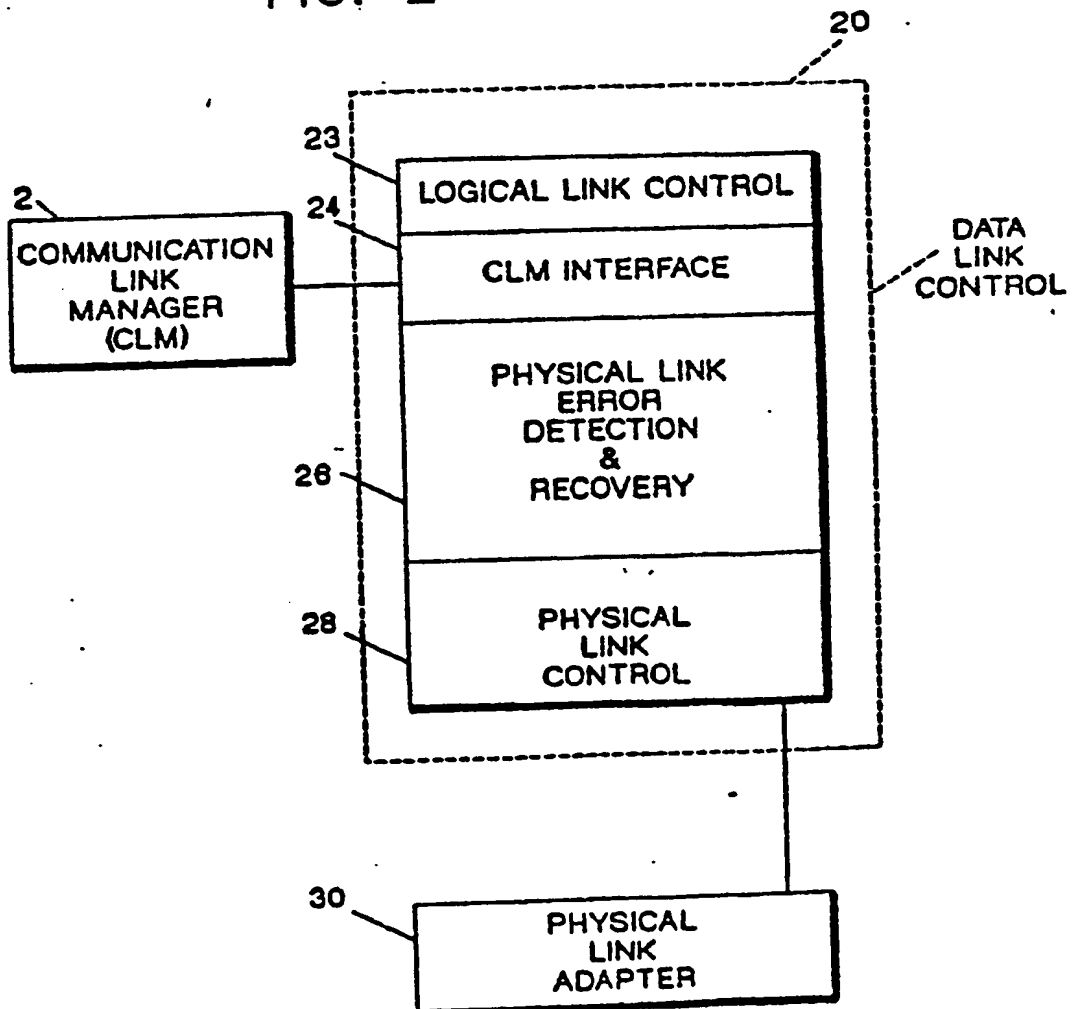 20
23
LOGICAL LINK CONTROL
2
24
COMMUNICATION
LINK
MANAGER
(CLM)
CLM INTERFACE
DATA
LINK
CONTROL
PHYSICAL LINK
ERROR
DETECTION
&
RECOVERY
26
28
PHYSICAL
LINK
CONTROL
30
PHYSICAL
LINK
ADAPTER